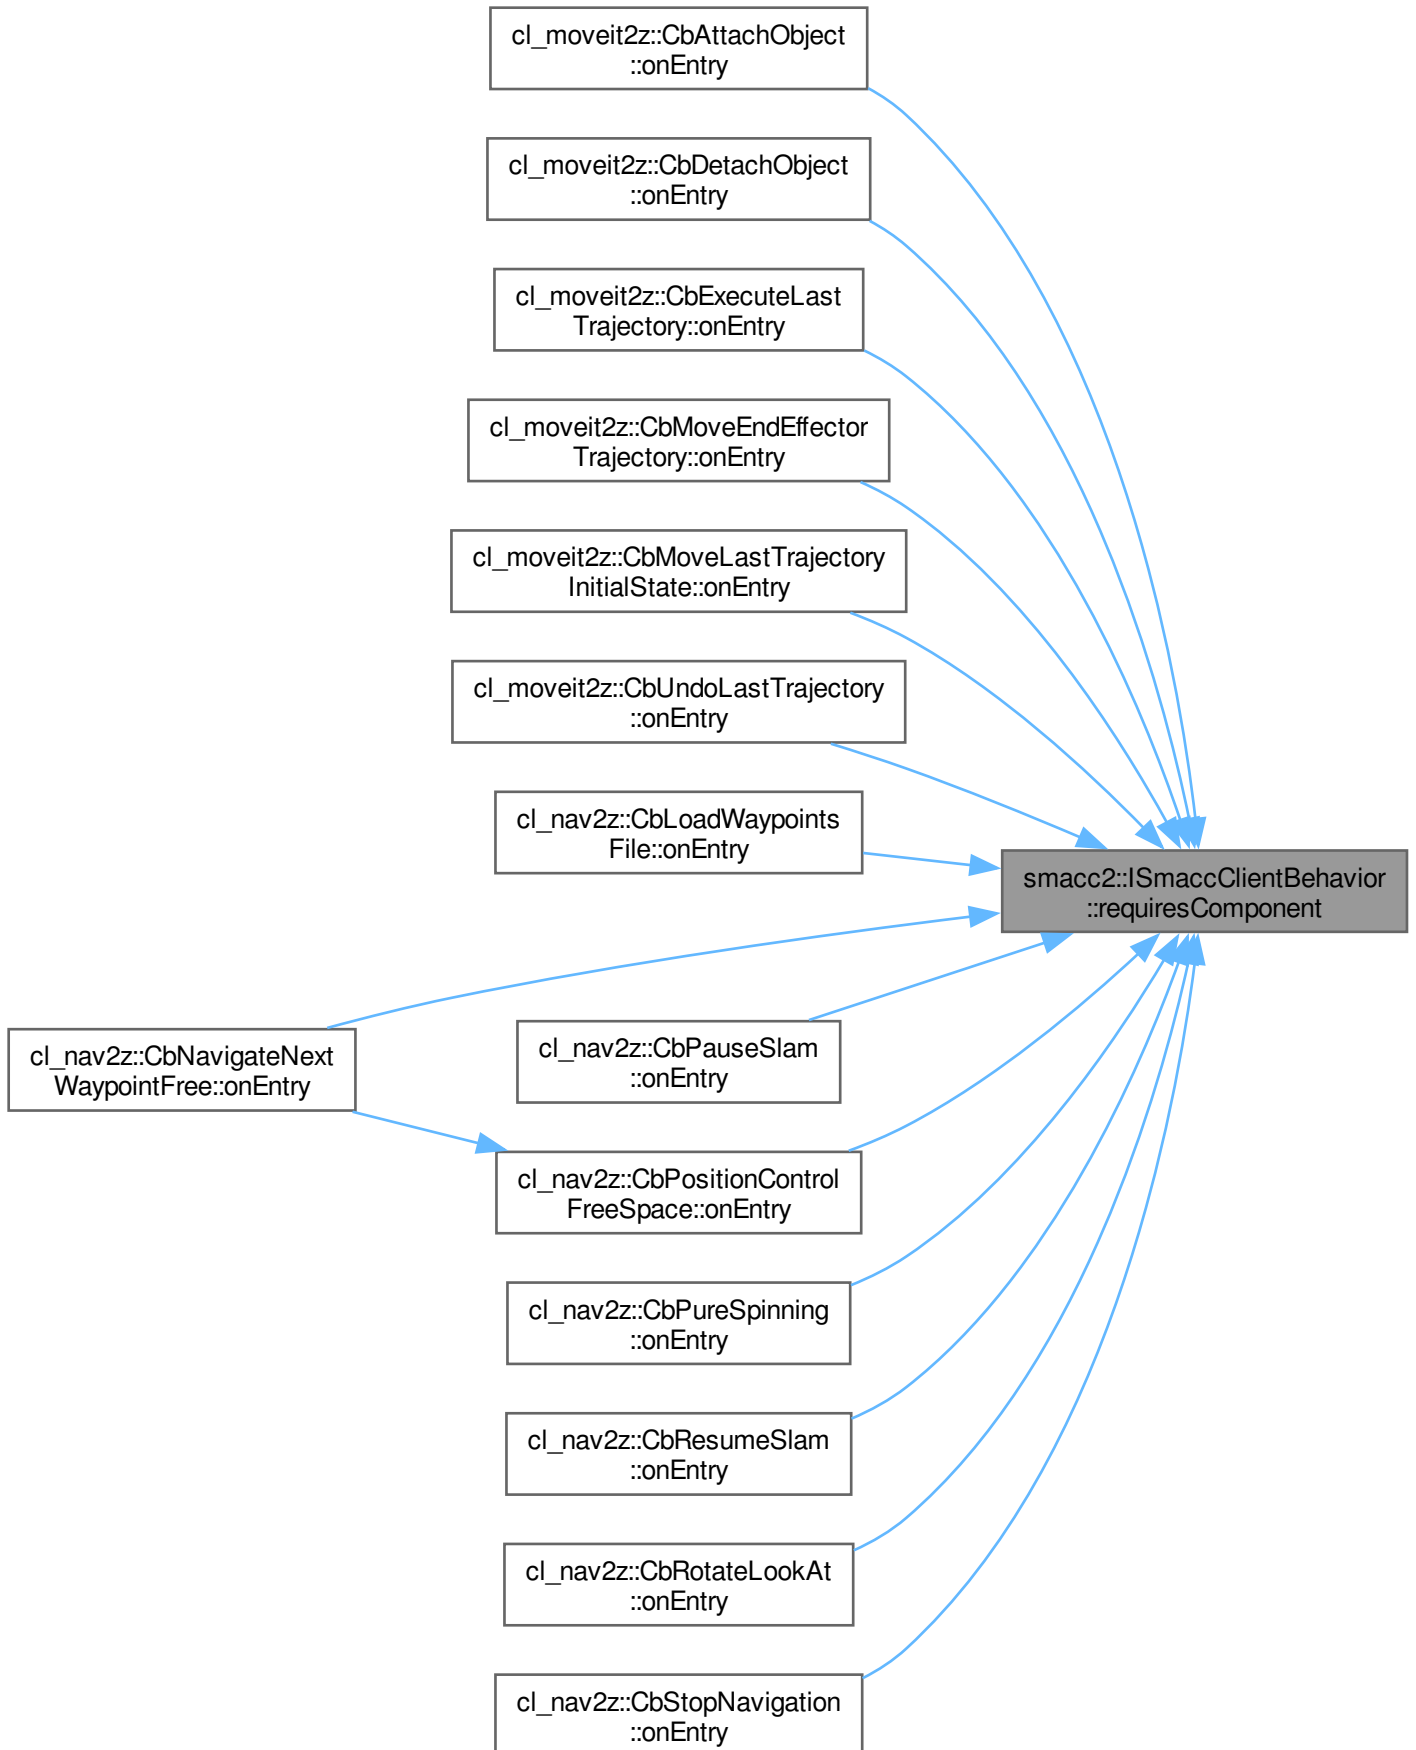 cl_moveit2z::CbAttachObject
::onEntry
cl_moveit2z::CbDetachObject
::onEntry
cl_moveit2z::CbExecuteLast
Trajectory::onEntry
cl_moveit2z::CbMoveEndEffector
Trajectory::onEntry
cl_moveit2z::CbMoveLastTrajectory
InitialState::onEntry
cl_moveit2z::CbUndoLastTrajectory
::onEntry
cl_nav2z::CbLoadWaypoints
File::onEntry
smacc2::ISmaccClientBehavior
::requiresComponent
cl_nav2z::CbNavigateNext
WaypointFree::onEntry
cl_nav2z::CbPauseSlam
::onEntry
cl_nav2z::CbPositionControl
FreeSpace::onEntry
cl_nav2z::CbPureSpinning
::onEntry
cl_nav2z::CbResumeSlam
::onEntry
cl_nav2z::CbRotateLookAt
::onEntry
cl_nav2z::CbStopNavigation
::onEntry